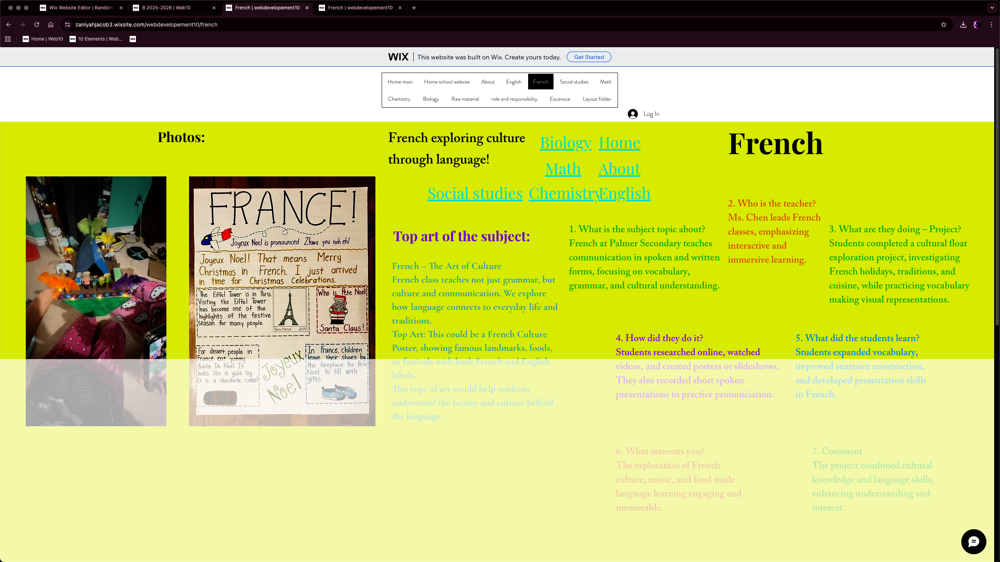 Wix Website Editor | Random
B 2025-2026 | Web10
French | webdevelopement10
French | webdevelopement10
zaniyahjacob3.wixsite.com/webdevelopement10/french
Home | Web10
10 Elements | Web...
WIX
This website was built on Wix. Create yours today.
Get Started
Home main
Home school website
About
English
French
Social studies
Math
Chemistry
Biology
Raw material
role and responsibility
Excersice
Layout folder
Log In
Photos:
FRANCE!
Joyeux Noel is pronounced Zhwa yeu noh eh!
Joyeux Noel! That means Merry
Christmas in French. I just arrived
in time for Christmas Celebrations.
The Eiffel Tower is in Paris.
Visiting the Eiffel Tower
has become one of the
highlights of the festive
season for many people.
Paris, France 2020
Who is Pete Noel?
Santa Claus!
For dessert, people in
France eat yummy
Buche De Noel. It
looks like a yule log.
It is a chocolate cake!
Joyeux
Noel
In France, children
leave their shoes by
the fireplace for Pete
Noel to fill with
gifts.
French exploring culture
through language!
Biology
Home
Math
About
Social studies
Chemistry
English
Top art of the subject:
French – The Art of Culture
French class teaches not just grammar, but
culture and communication. We explore
how language connects to everyday life and
traditions.
Top Art: This could be a French Culture
Poster, showing famous landmarks, foods,
or festivals with both French and English
labels.
This type of art would help students
understand the beauty and culture behind
the language.
French
1. What is the subject topic about?
French at Palmer Secondary teaches
communication in spoken and written
forms, focusing on vocabulary,
grammar, and cultural understanding.
2. Who is the teacher?
Ms. Chen leads French
classes, emphasizing
interactive and
immersive learning.
3. What are they doing – Project?
Students completed a cultural float
exploration project, investigating
French holidays, traditions, and
cuisine, while practicing vocabulary
making visual representations.
4. How did they do it?
Students researched online, watched
videos, and created posters or slideshows.
They also recorded short spoken
presentations to practice pronunciation.
5. What did the students learn?
Students expanded vocabulary,
improved sentence construction,
and developed presentation skills
in French.
6. What interests you?
The exploration of French
culture, music, and food made
language learning engaging and
memorable.
7. Comment
The project combined cultural
knowledge and language skills,
enhancing understanding and
interest.